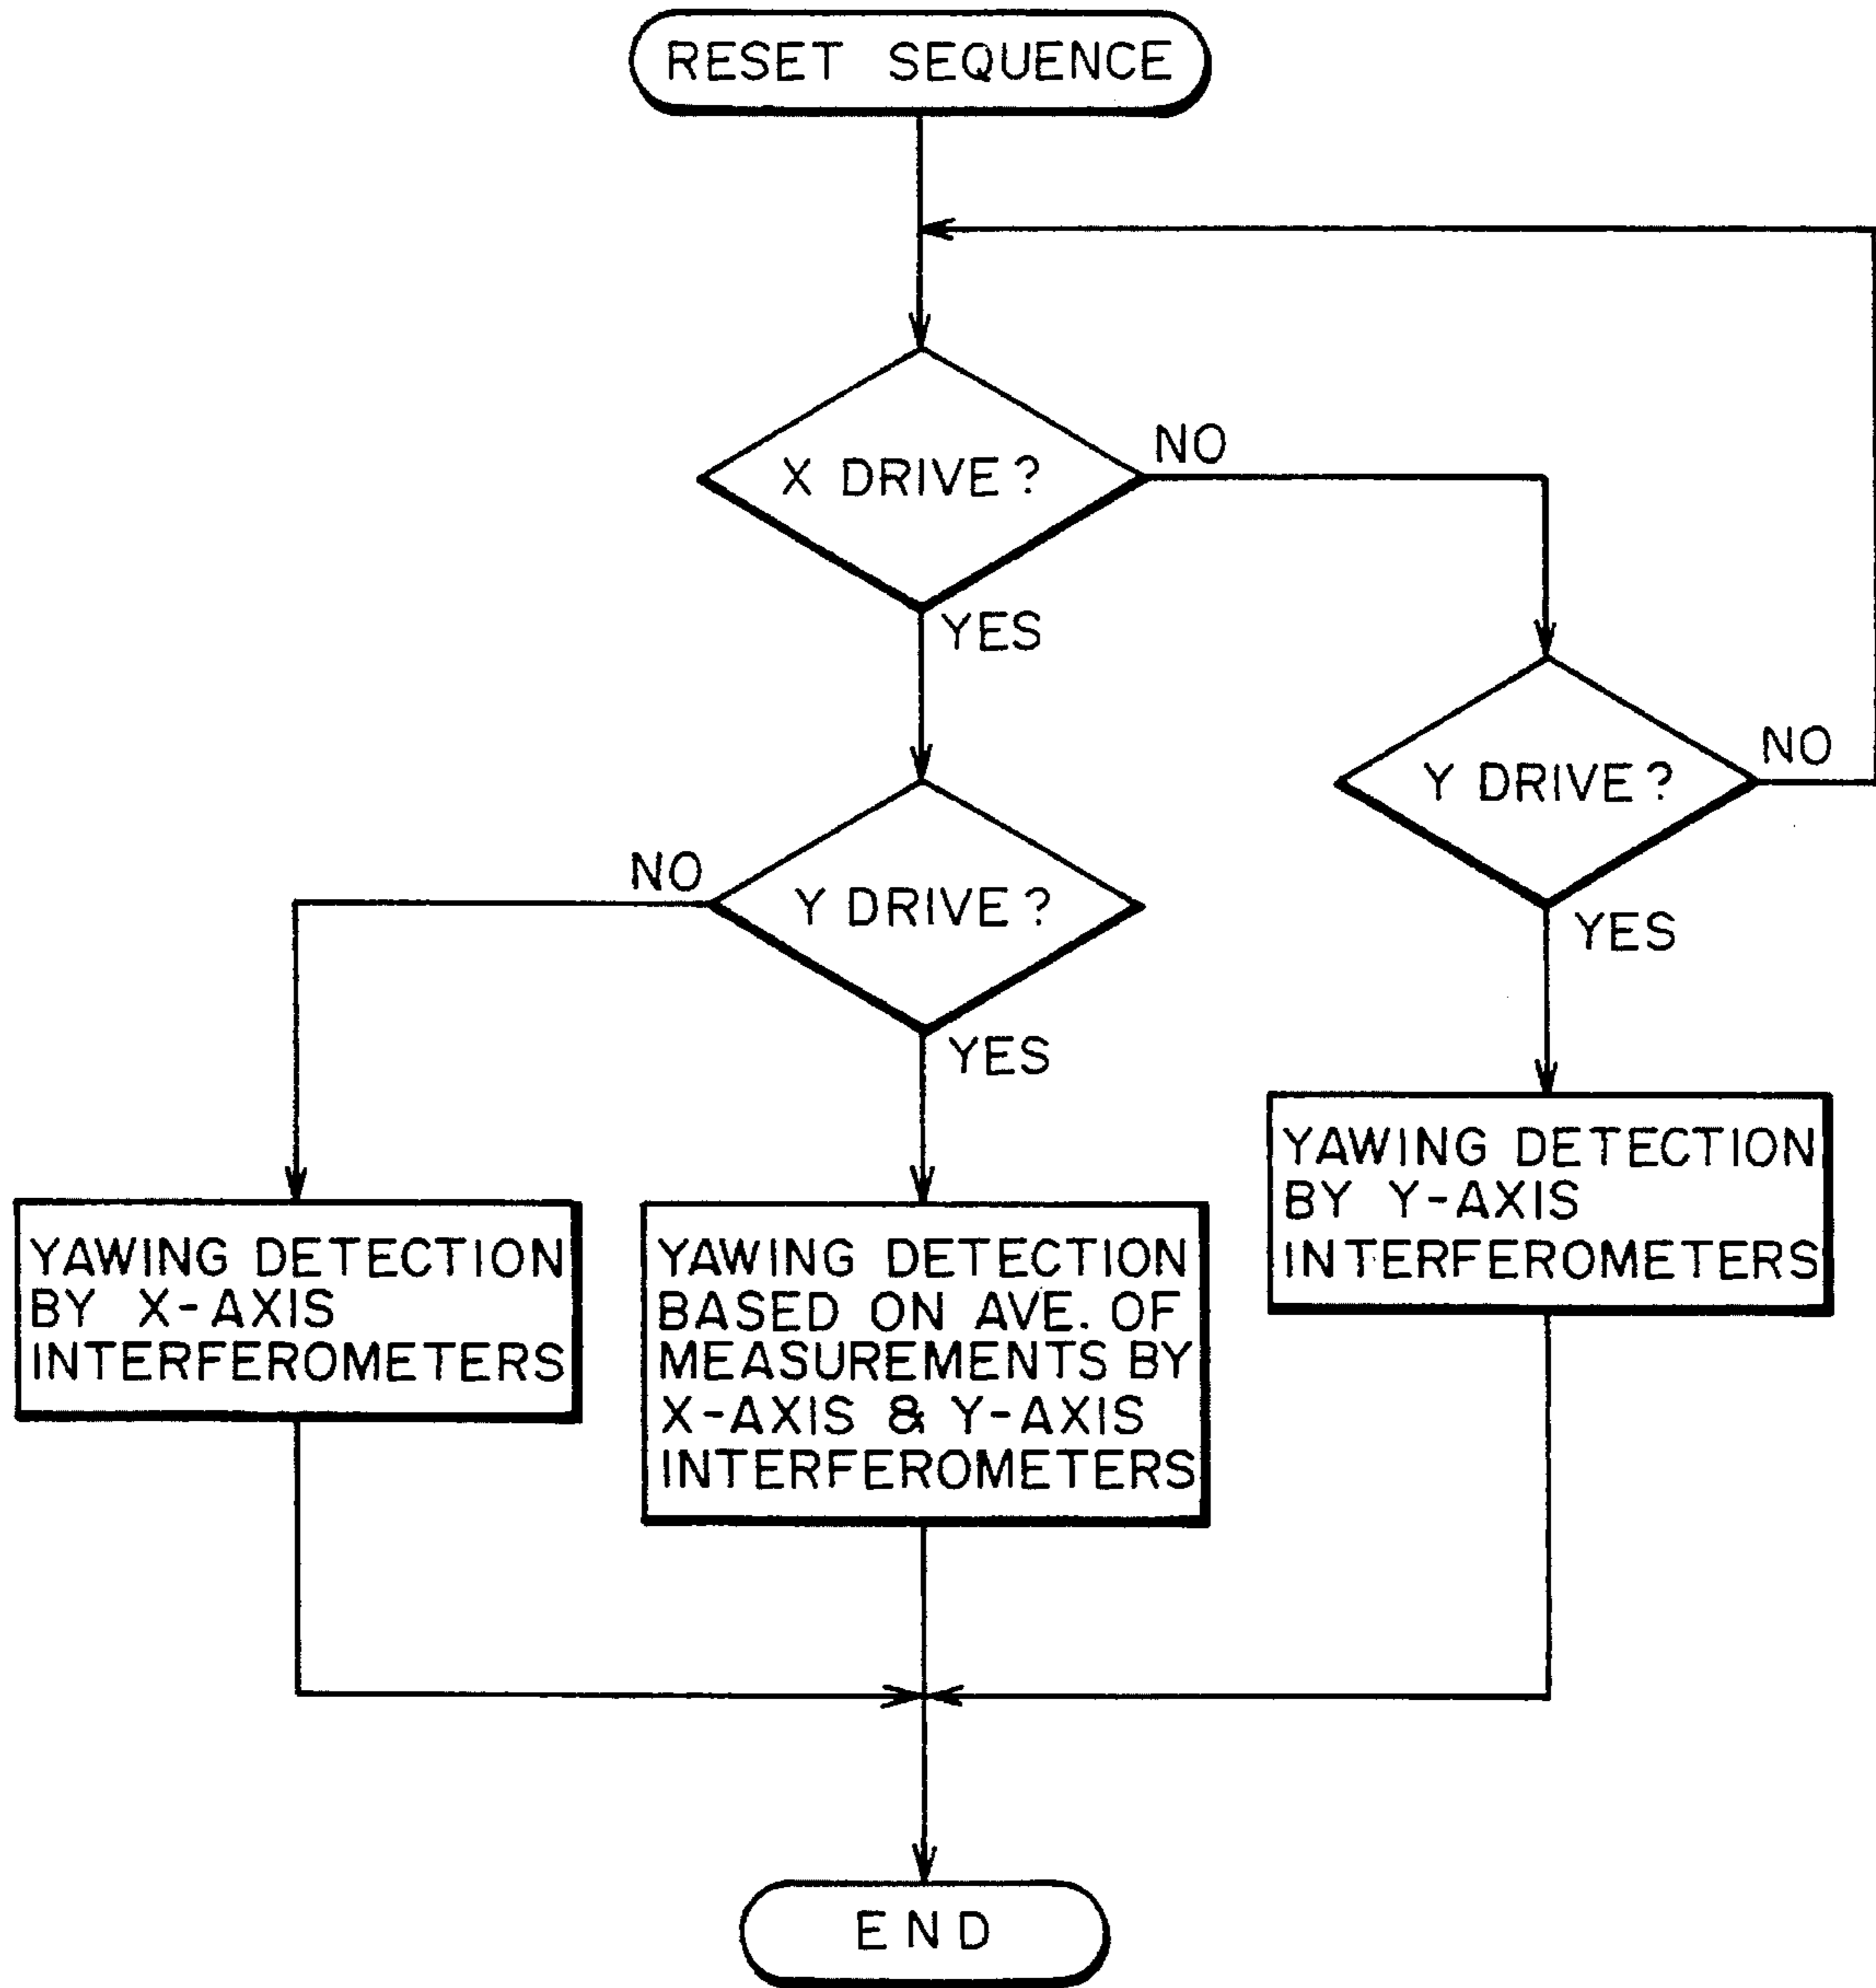 RESET SEQUENCE
X DRIVE?
NO
YES
Y DRIVE?
NO
YES
Y DRIVE?
NO
YES
YAWING DETECTION
BY Y-AXIS
INTERFEROMETERS
YAWING DETECTION
BY X-AXIS
INTERFEROMETERS
YAWING DETECTION
BASED ON AVE. OF
MEASUREMENTS BY
X-AXIS & Y-AXIS
INTERFEROMETERS
END